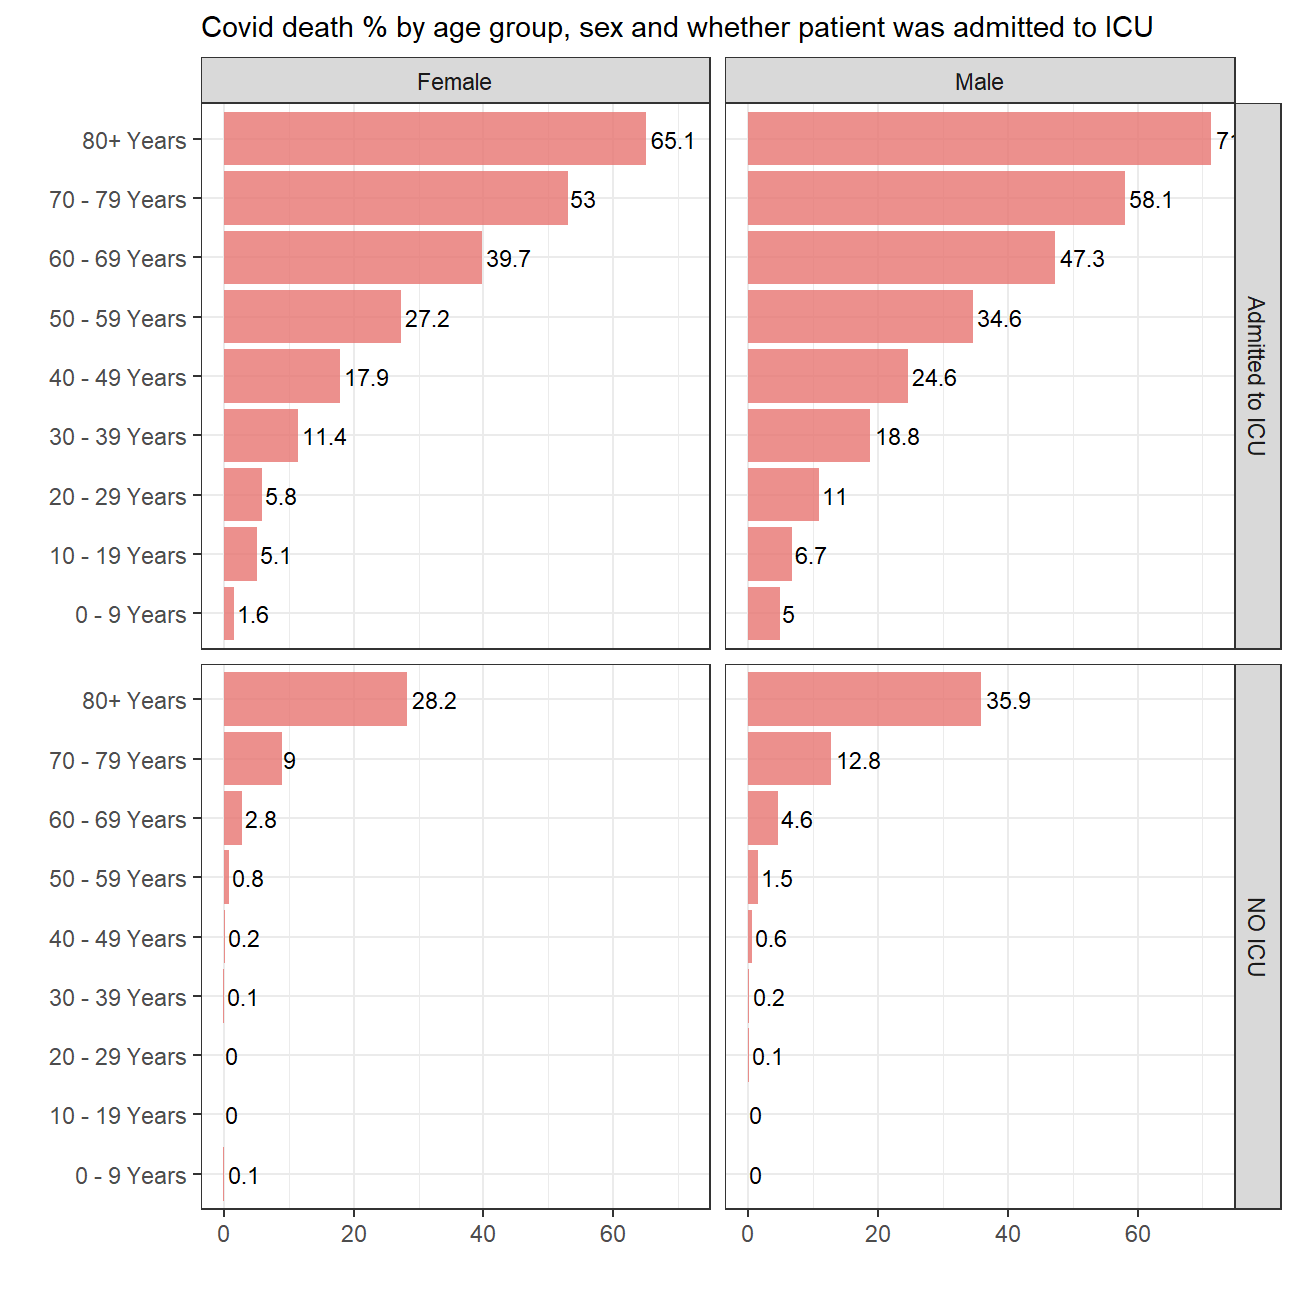 Covid death % by age group, sex and whether patient was admitted to ICU
Female
Male
80+ Years
65.1
70 - 79 Years
53
58.1
60 - 69 Years
39.7
47.3
50 - 59 Years
27.2
34.6
40 - 49 Years
17.9
24.6
30 - 39 Years
11.4
18.8
20 - 29 Years
5.8
11
10 - 19 Years
5.1
6.7
0 - 9 Years
1.6
5
Admitted to ICU
80+ Years
28.2
35.9
70 - 79 Years
9
12.8
60 - 69 Years
2.8
4.6
50 - 59 Years
0.8
1.5
40 - 49 Years
0.2
0.6
30 - 39 Years
0.1
0.2
20 - 29 Years
0
0.1
10 - 19 Years
0
0
0 - 9 Years
0.1
0
NO ICU
0 20 40 60
0 20 40 60